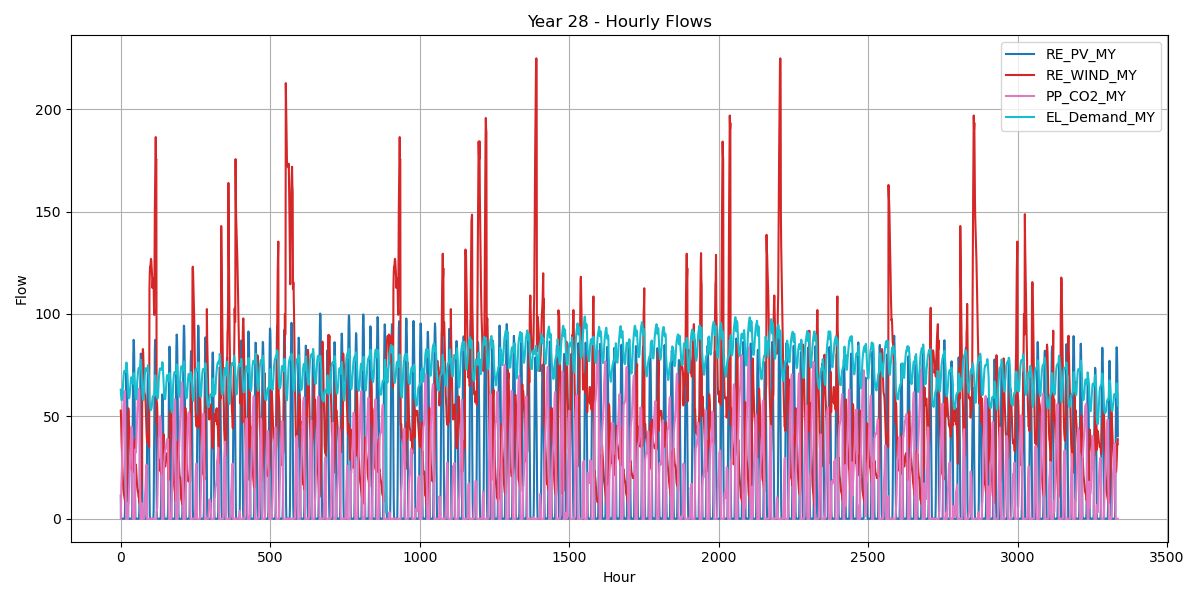 Year 28 - Hourly Flows
RE_PV_MY
RE_WIND_MY
PP_CO2_MY
EL_Demand_MY
200
150
100
50
0
Flow
0 500 1000 1500 2000 2500 3000 3500
Hour